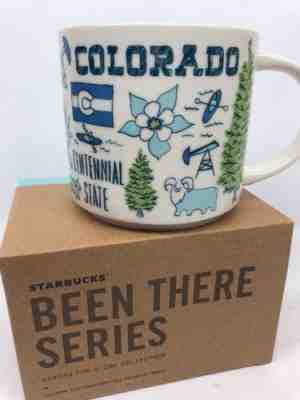 COLORADO
CENTENNIAL
STATE
STARBUCKS
BEEN THERE
SERIES